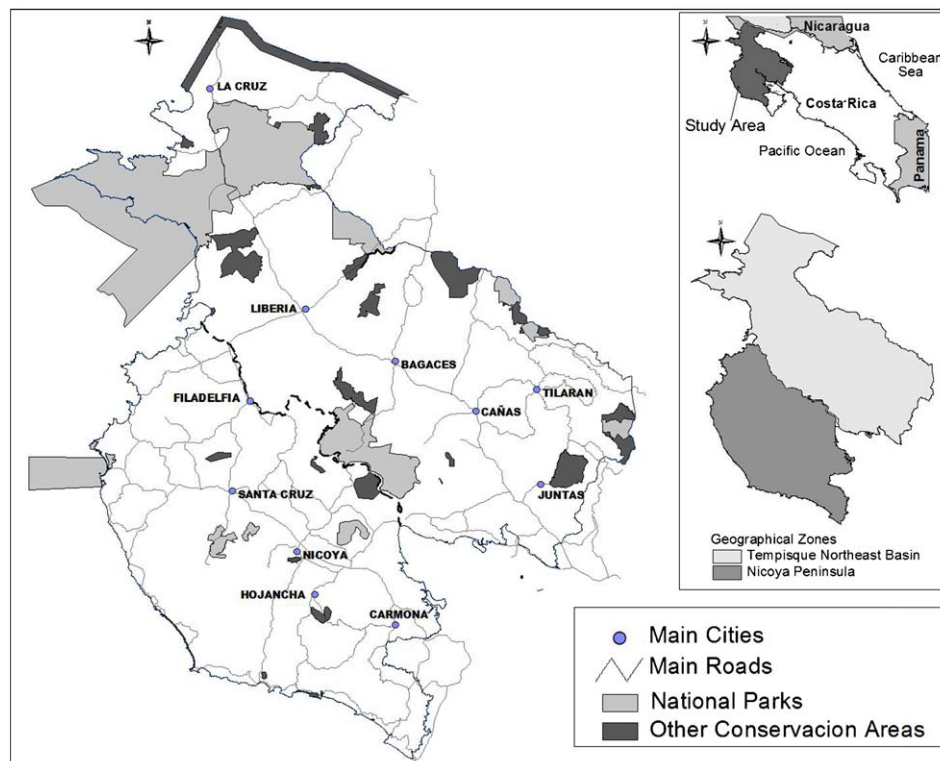 LA CRUZ
LIBERIA
BAGACES
TILARAN
FILADELFIA
CAÑAS
SANTA CRUZ
JUNTAS
NICOYA
HOJANCHA
CARMONA
Nicaragua
Caribbean
Sea
Costa Rica
Study Area
Pacific Ocean
Panama
Geographical Zones
Tempisque Northeast Basin
Nicoya Peninsula
Main Cities
Main Roads
National Parks
Other Conservacion Areas